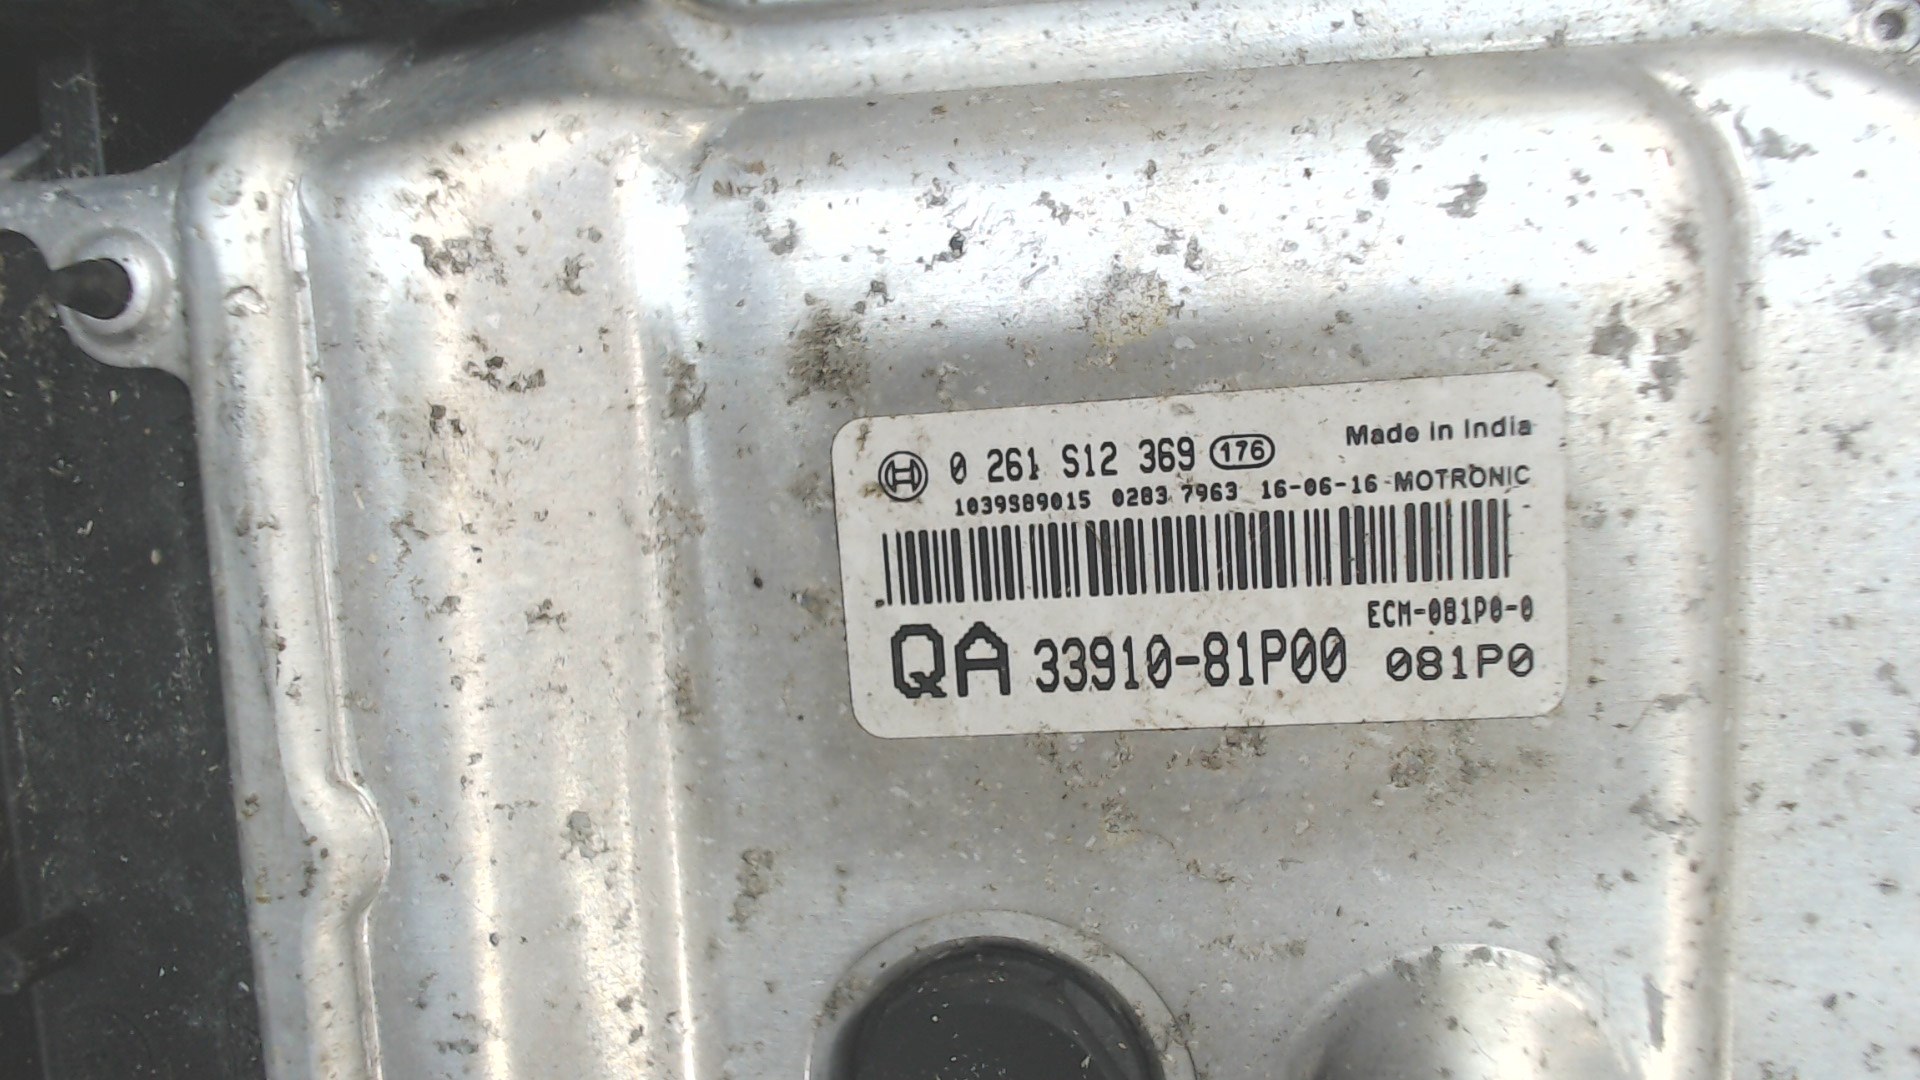 0 261 S12 369 176 Made in India
1039S89015 0283 7963 16-06-16 MOTRONIC
ECM-081P0-0
QA 33910-81P00 081P0